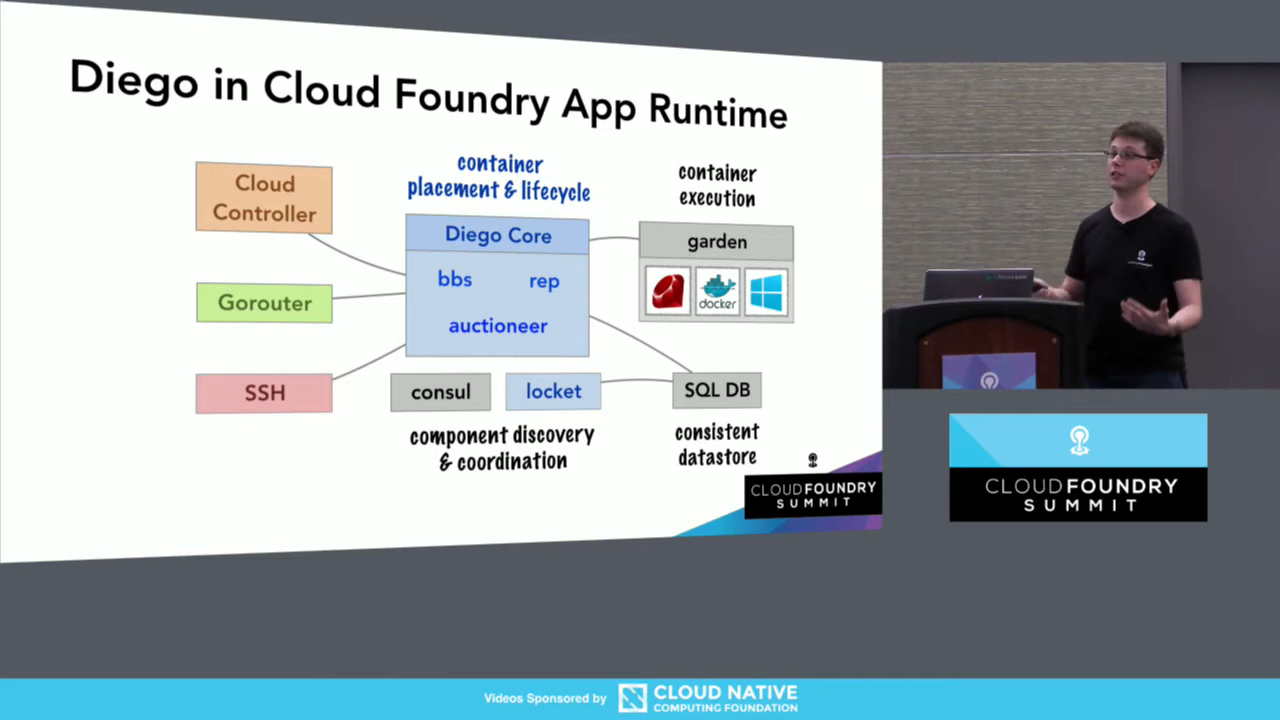 Diego in Cloud Foundry App Runtime
Cloud
Controller
Gorouter
SSH
container
placement & lifecycle
Diego Core
bbs
rep
auctioneer
consul
locket
component discovery
& coordination
container
execution
garden
docker
SQL DB
consistent
datastore
CLOUDFOUNDRY
SUMMIT
CLOUDFOUNDRY
SUMMIT
Videos Sponsored by
CLOUD NATIVE
COMPUTING FOUNDATION